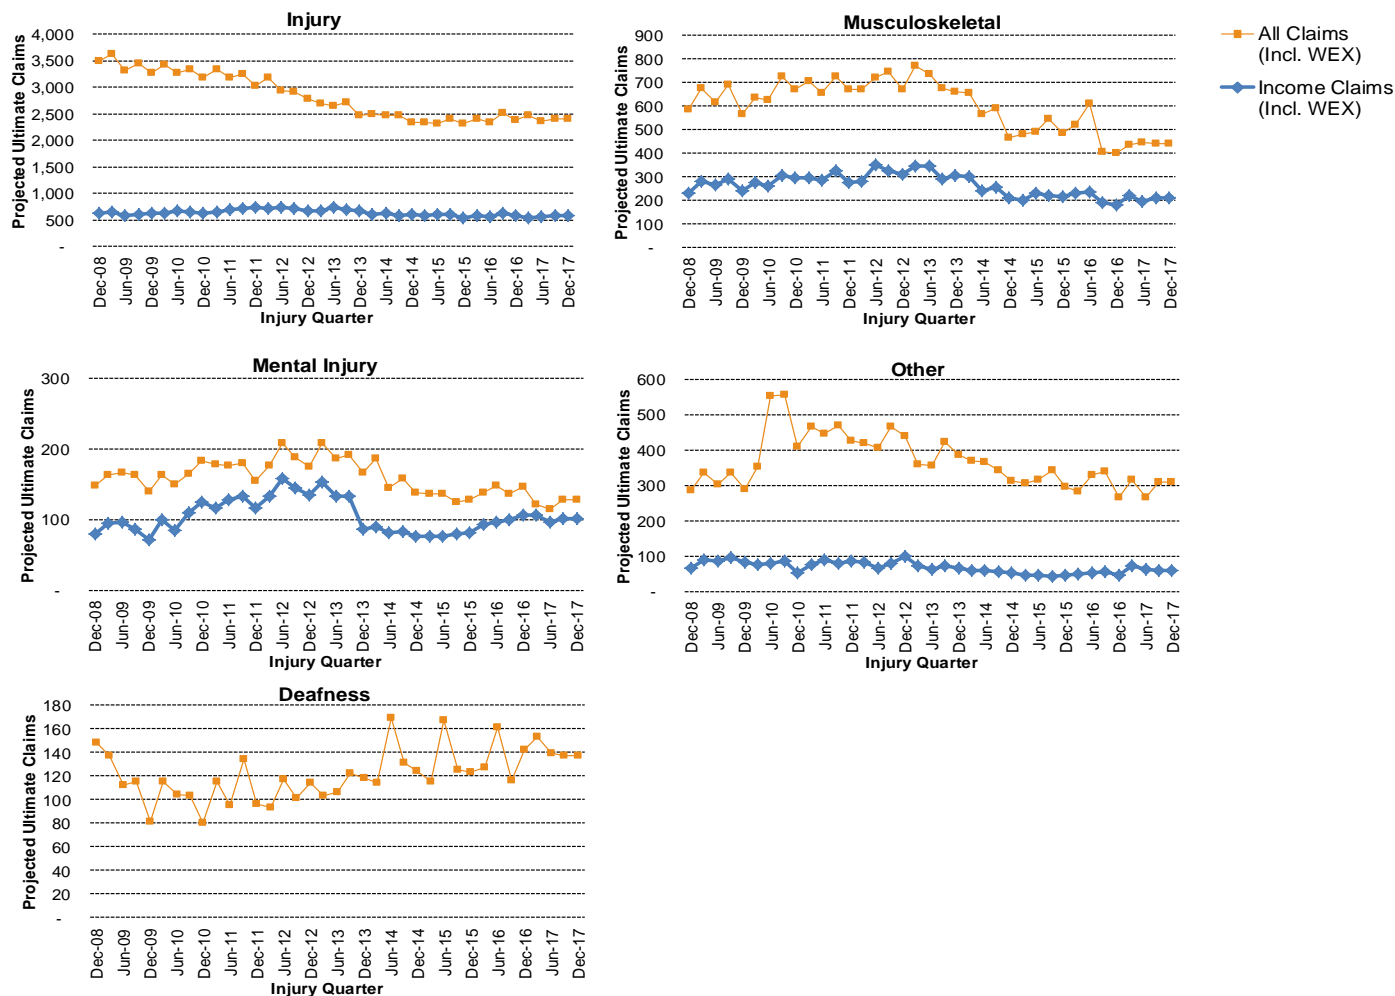 Injury
Projected Ultimate Claims
4,000
3,500
3,000
2,500
2,000
1,500
1,000
500
-
Dec-08
Jun-09
Dec-09
Jun-10
Dec-10
Jun-11
Dec-11
Jun-12
Dec-12
Jun-13
Dec-13
Jun-14
Dec-14
Jun-15
Dec-15
Jun-16
Dec-16
Jun-17
Dec-17
Injury Quarter
Musculoskeletal
Projected Ultimate Claims
900
800
700
600
500
400
300
200
100
-
Dec-08
Jun-09
Dec-09
Jun-10
Dec-10
Jun-11
Dec-11
Jun-12
Dec-12
Jun-13
Dec-13
Jun-14
Dec-14
Jun-15
Dec-15
Jun-16
Dec-16
Jun-17
Dec-17
Injury Quarter
All Claims
(Incl. WEX)
Income Claims
(Incl. WEX)
Mental Injury
Projected Ultimate Claims
300
200
100
-
Dec-08
Jun-09
Dec-09
Jun-10
Dec-10
Jun-11
Dec-11
Jun-12
Dec-12
Jun-13
Dec-13
Jun-14
Dec-14
Jun-15
Dec-15
Jun-16
Dec-16
Jun-17
Dec-17
Injury Quarter
Other
Projected Ultimate Claims
600
500
400
300
200
100
-
Dec-08
Jun-09
Dec-09
Jun-10
Dec-10
Jun-11
Dec-11
Jun-12
Dec-12
Jun-13
Dec-13
Jun-14
Dec-14
Jun-15
Dec-15
Jun-16
Dec-16
Jun-17
Dec-17
Injury Quarter
Deafness
Projected Ultimate Claims
180
160
140
120
100
80
60
40
20
-
Dec-08
Jun-09
Dec-09
Jun-10
Dec-10
Jun-11
Dec-11
Jun-12
Dec-12
Jun-13
Dec-13
Jun-14
Dec-14
Jun-15
Dec-15
Jun-16
Dec-16
Jun-17
Dec-17
Injury Quarter